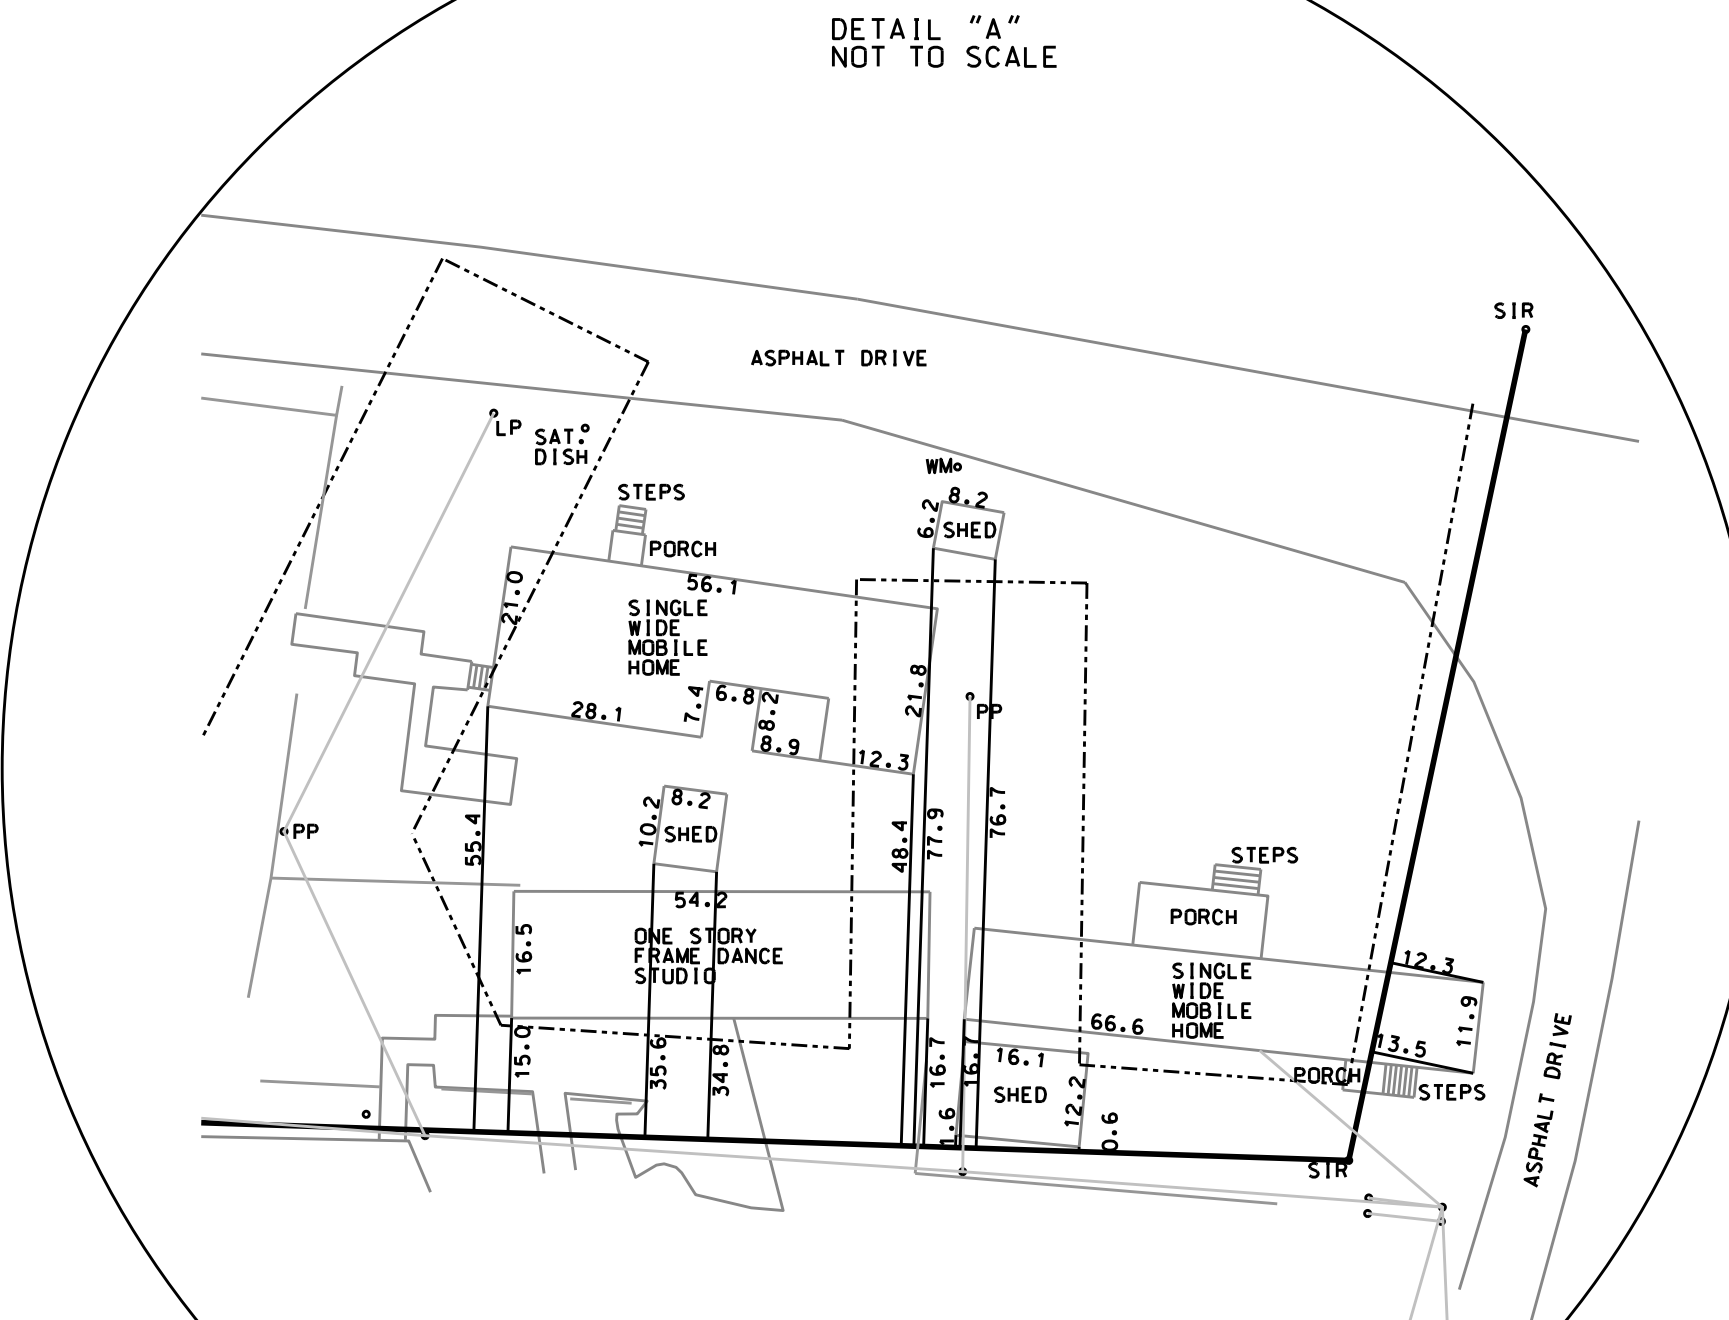 DETAIL "A"
NOT TO SCALE
SIR
ASPHALT DRIVE
LP
SAT.
DISH
WM
STEPS
8.2
6.2
SHED
PORCH
56.1
21.0
SINGLE
WIDE
MOBILE
HOME
21.8
28.1
7.4
6.8
8.2
8.9
12.3
PP
PP
55.4
10.2
8.2
SHED
48.4
77.9
76.7
STEPS
PORCH
54.2
16.5
ONE STORY
FRAME DANCE
STUDIO
12.3
SINGLE
WIDE
MOBILE
HOME
11.9
66.6
13.5
15.0
35.6
34.8
16.7
16.7
16.1
SHED
12.2
PORCH
STEPS
1.6
0.6
SIR
ASPHALT DRIVE